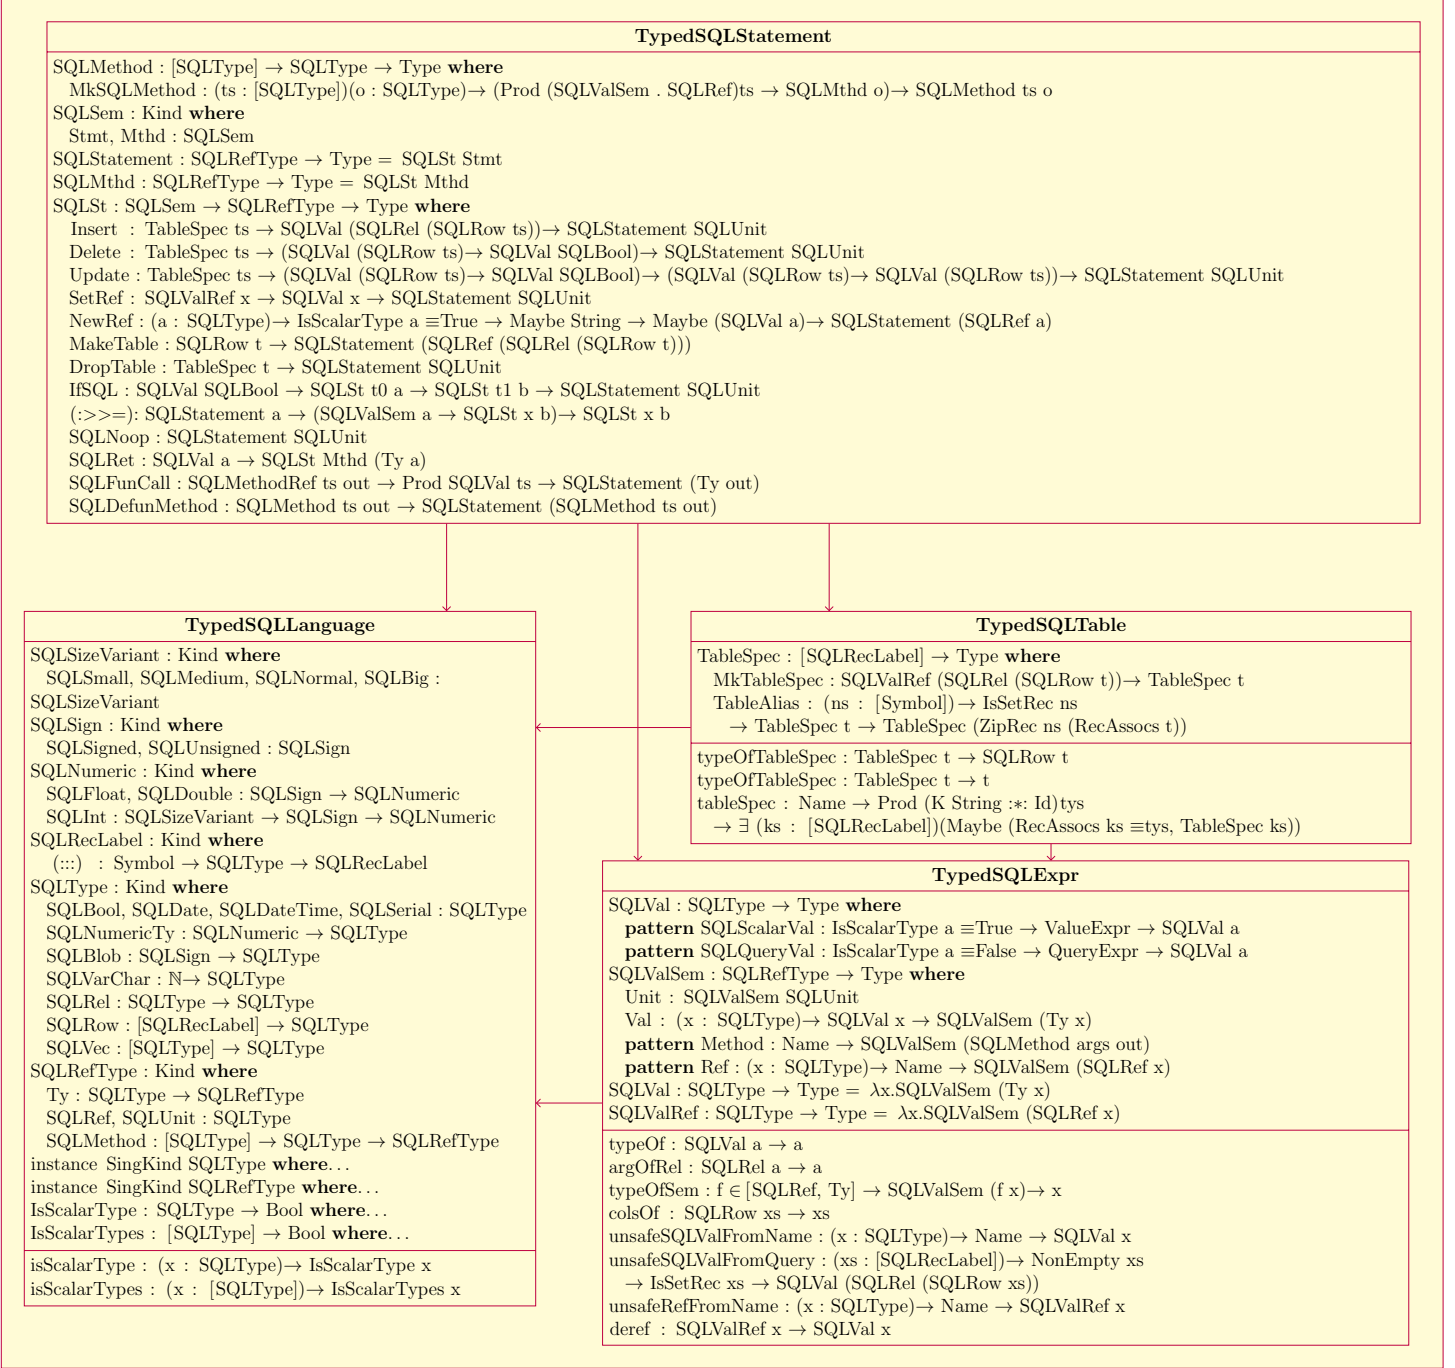 TypedSQLStatement
SQLMethod : [SQLType] → SQLType → Type where
MkSQLMethod : (ts : [SQLType])(o : SQLType)→ (Prod (SQLValSem . SQLRef)ts → SQLMthd o)→ SQLMethod ts o
SQLSem : Kind where
Stmt, Mthd : SQLSem
SQLStatement : SQLRefType → Type = SQLSt Stmt
SQLMthd : SQLRefType → Type = SQLSt Mthd
SQLSt : SQLSem → SQLRefType → Type where
Insert : TableSpec ts → SQLVal (SQLRel (SQLRow ts))→ SQLStatement SQLUnit
Delete : TableSpec ts → (SQLVal (SQLRow ts)→ SQLVal SQLBool)→ SQLStatement SQLUnit
Update : TableSpec ts → (SQLVal (SQLRow ts)→ SQLVal SQLBool)→ (SQLVal (SQLRow ts)→ SQLVal (SQLRow ts))→ SQLStatement SQLUnit
SetRef : SQLValRef x → SQLVal x → SQLStatement SQLUnit
NewRef : (a : SQLType)→ IsScalarType a ≡True → Maybe String → Maybe (SQLVal a)→ SQLStatement (SQLRef a)
MakeTable : SQLRow t → SQLStatement (SQLRef (SQLRel (SQLRow t)))
DropTable : TableSpec t → SQLStatement SQLUnit
IfSQL : SQLVal SQLBool → SQLSt t0 a → SQLSt t1 b → SQLStatement SQLUnit
(:>>=): SQLStatement a → (SQLValSem a → SQLSt x b)→ SQLSt x b
SQLNoop : SQLStatement SQLUnit
SQLRet : SQLVal a → SQLSt Mthd (Ty a)
SQLFunCall : SQLMethodRef ts out → Prod SQLVal ts → SQLStatement (Ty out)
SQLDefunMethod : SQLMethod ts out → SQLStatement (SQLMethod ts out)
TypedSQLLanguage
SQLSizeVariant : Kind where
SQLSmall, SQLMedium, SQLNormal, SQLBig :
SQLSizeVariant
SQLSign : Kind where
SQLSigned, SQLUnsigned : SQLSign
SQLNumeric : Kind where
SQLFloat, SQLDouble : SQLSign → SQLNumeric
SQLInt : SQLSizeVariant → SQLSign → SQLNumeric
SQLRecLabel : Kind where
(:::) : Symbol → SQLType → SQLRecLabel
SQLType : Kind where
SQLBool, SQLDate, SQLDateTime, SQLSerial : SQLType
SQLNumericTy : SQLNumeric → SQLType
SQLBlob : SQLSign → SQLType
SQLVarChar : ℕ→ SQLType
SQLRel : SQLType → SQLType
SQLRow : [SQLRecLabel] → SQLType
SQLVec : [SQLType] → SQLType
SQLRefType : Kind where
Ty : SQLType → SQLRefType
SQLRef, SQLUnit : SQLType
SQLMethod : [SQLType] → SQLType → SQLRefType
instance SingKind SQLType where...
instance SingKind SQLRefType where...
IsScalarType : SQLType → Bool where...
IsScalarTypes : [SQLType] → Bool where...
isScalarType : (x : SQLType)→ IsScalarType x
isScalarTypes : (x : [SQLType])→ IsScalarTypes x
TypedSQLTable
TableSpec : [SQLRecLabel] → Type where
MkTableSpec : SQLValRef (SQLRel (SQLRow t))→ TableSpec t
TableAlias : (ns : [Symbol])→ IsSetRec ns
→ TableSpec t → TableSpec (ZipRec ns (RecAssocs t))
typeOfTableSpec : TableSpec t → SQLRow t
typeOfTableSpec : TableSpec t → t
tableSpec : Name → Prod (K String :∗: Id)tys
→ ∃ (ks : [SQLRecLabel])(Maybe (RecAssocs ks ≡tys, TableSpec ks))
TypedSQLExpr
SQLVal : SQLType → Type where
pattern SQLScalarVal : IsScalarType a ≡True → ValueExpr → SQLVal a
pattern SQLQueryVal : IsScalarType a ≡False → QueryExpr → SQLVal a
SQLValSem : SQLRefType → Type where
Unit : SQLValSem SQLUnit
Val : (x : SQLType)→ SQLVal x → SQLValSem (Ty x)
pattern Method : Name → SQLValSem (SQLMethod args out)
pattern Ref : (x : SQLType)→ Name → SQLValSem (SQLRef x)
SQLVal : SQLType → Type = λx.SQLValSem (Ty x)
SQLValRef : SQLType → Type = λx.SQLValSem (SQLRef x)
typeOf : SQLVal a → a
argOfRel : SQLRel a → a
typeOfSem : f ∈ [SQLRef, Ty] → SQLValSem (f x)→ x
colsOf : SQLRow xs → xs
unsafeSQLValFromName : (x : SQLType)→ Name → SQLVal x
unsafeSQLValFromQuery : (xs : [SQLRecLabel])→ NonEmpty xs
→ IsSetRec xs → SQLVal (SQLRel (SQLRow xs))
unsafeRefFromName : (x : SQLType)→ Name → SQLValRef x
deref : SQLValRef x → SQLVal x